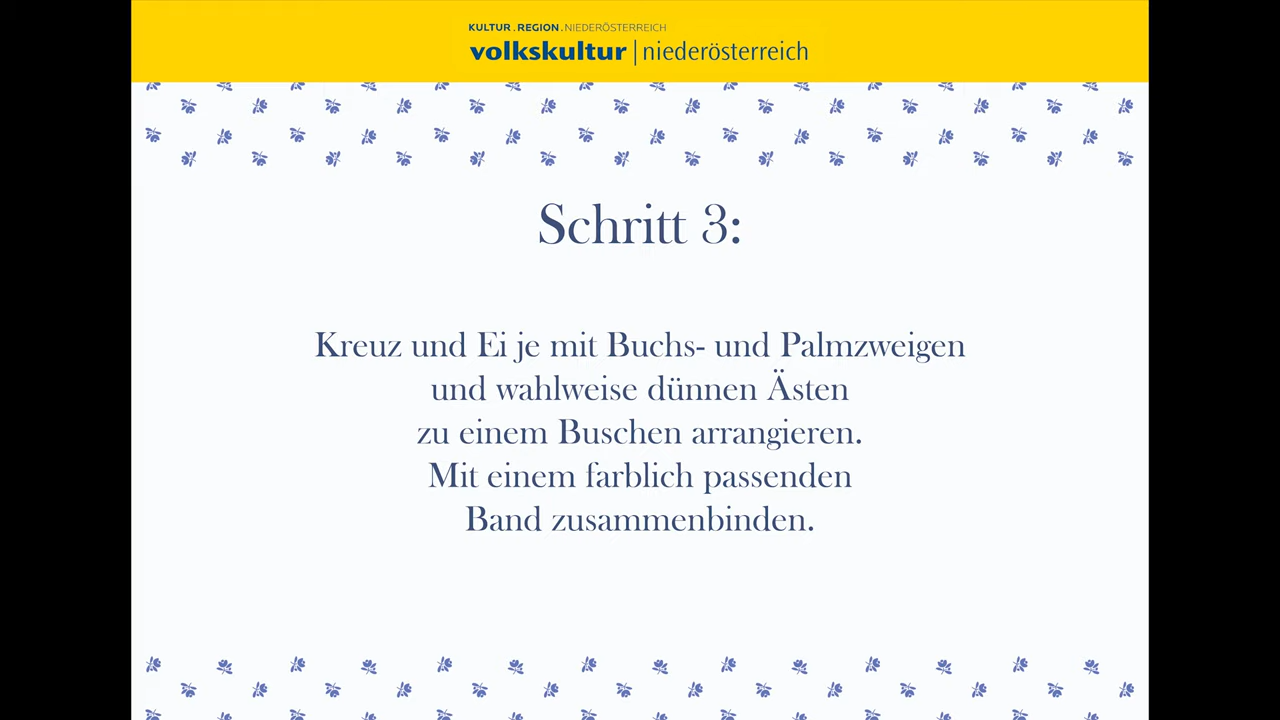 KULTUR.REGION.NIEDERÖSTERREICH
volkskultur | niederösterreich
Schritt 3:
Kreuz und Ei je mit Buchs- und Palmzweigen
und wahlweise dünnen Ästen
zu einem Buschen arrangieren.
Mit einem farblich passenden
Band zusammenbinden.